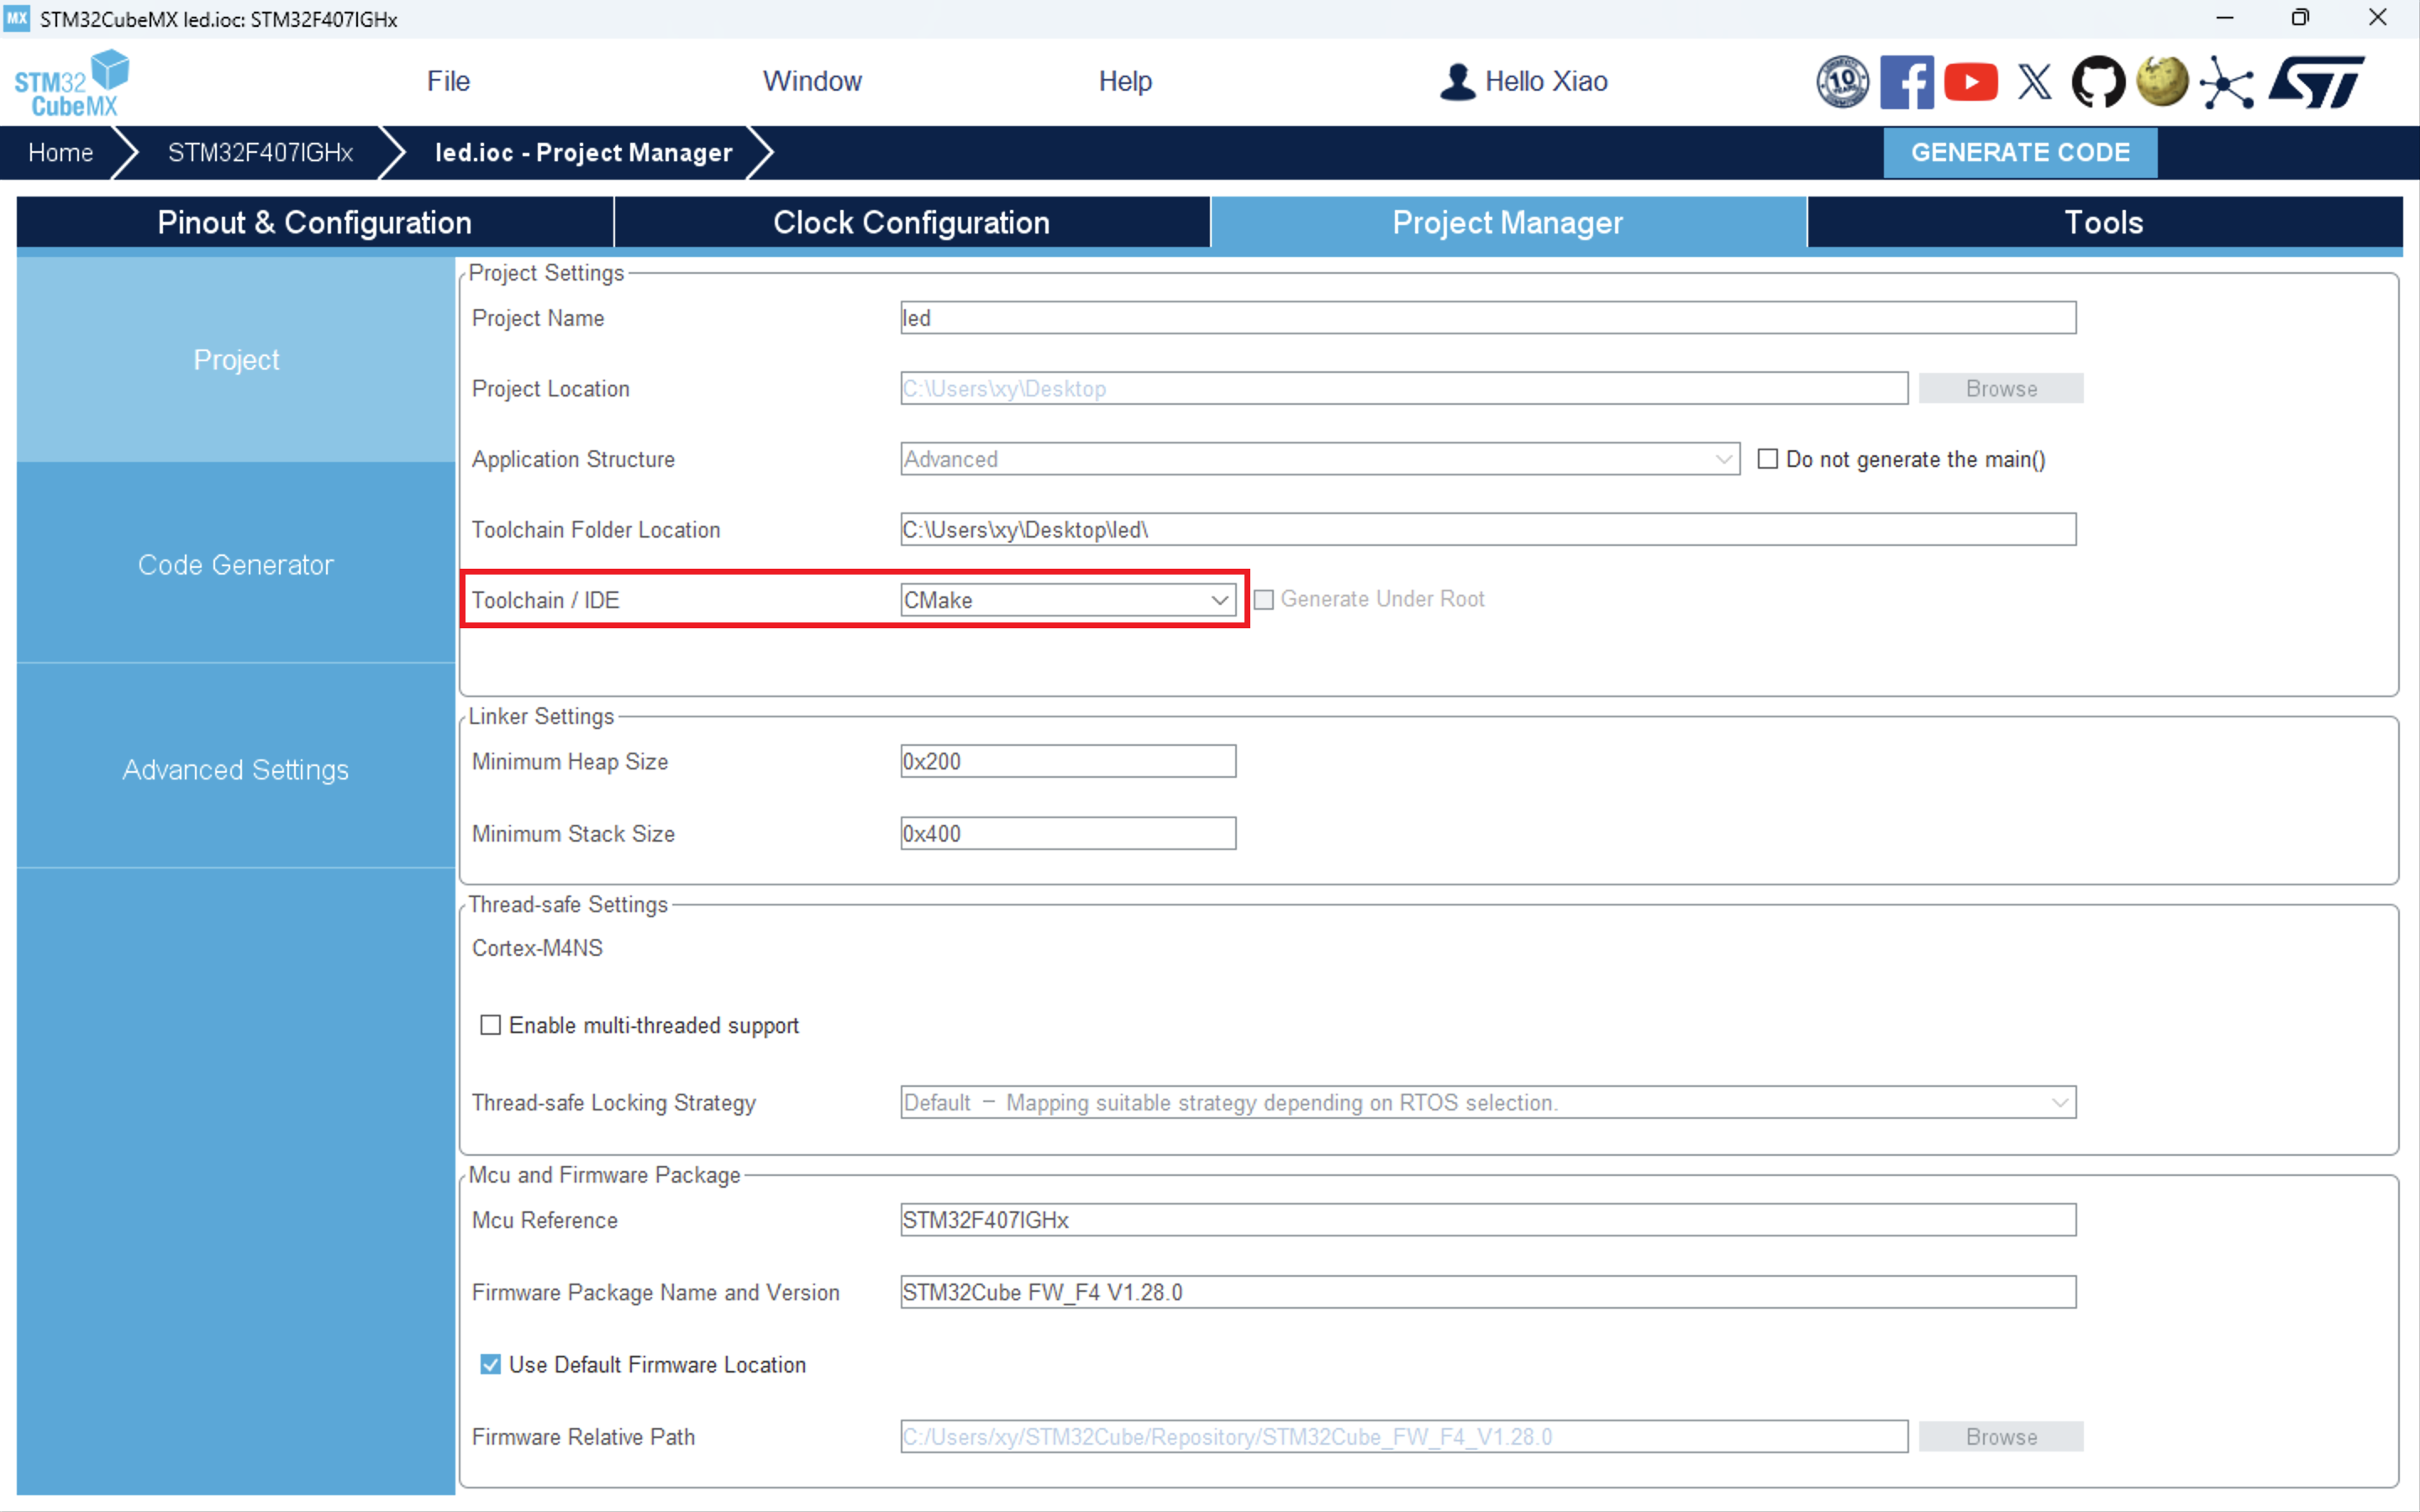 MX STM32CubeMX led.ioc: STM32F407IGHx
STM32 CubeMX
File Window Help Hello Xiao
10 YEARS
Home STM32F407IGHx led.ioc - Project Manager GENERATE CODE
Pinout & Configuration Clock Configuration Project Manager Tools
Project
Code Generator
Advanced Settings
Project Settings
Project Name led
Project Location C:\Users\xy\Desktop Browse
Application Structure Advanced Do not generate the main()
Toolchain Folder Location C:\Users\xy\Desktop\led\
Toolchain / IDE CMake Generate Under Root
Linker Settings
Minimum Heap Size 0x200
Minimum Stack Size 0x400
Thread-safe Settings
Cortex-M4NS
Enable multi-threaded support
Thread-safe Locking Strategy Default – Mapping suitable strategy depending on RTOS selection.
Mcu and Firmware Package
Mcu Reference STM32F407IGHx
Firmware Package Name and Version STM32Cube FW_F4 V1.28.0
Use Default Firmware Location
Firmware Relative Path C:/Users/xy/STM32Cube/Repository/STM32Cube_FW_F4_V1.28.0 Browse